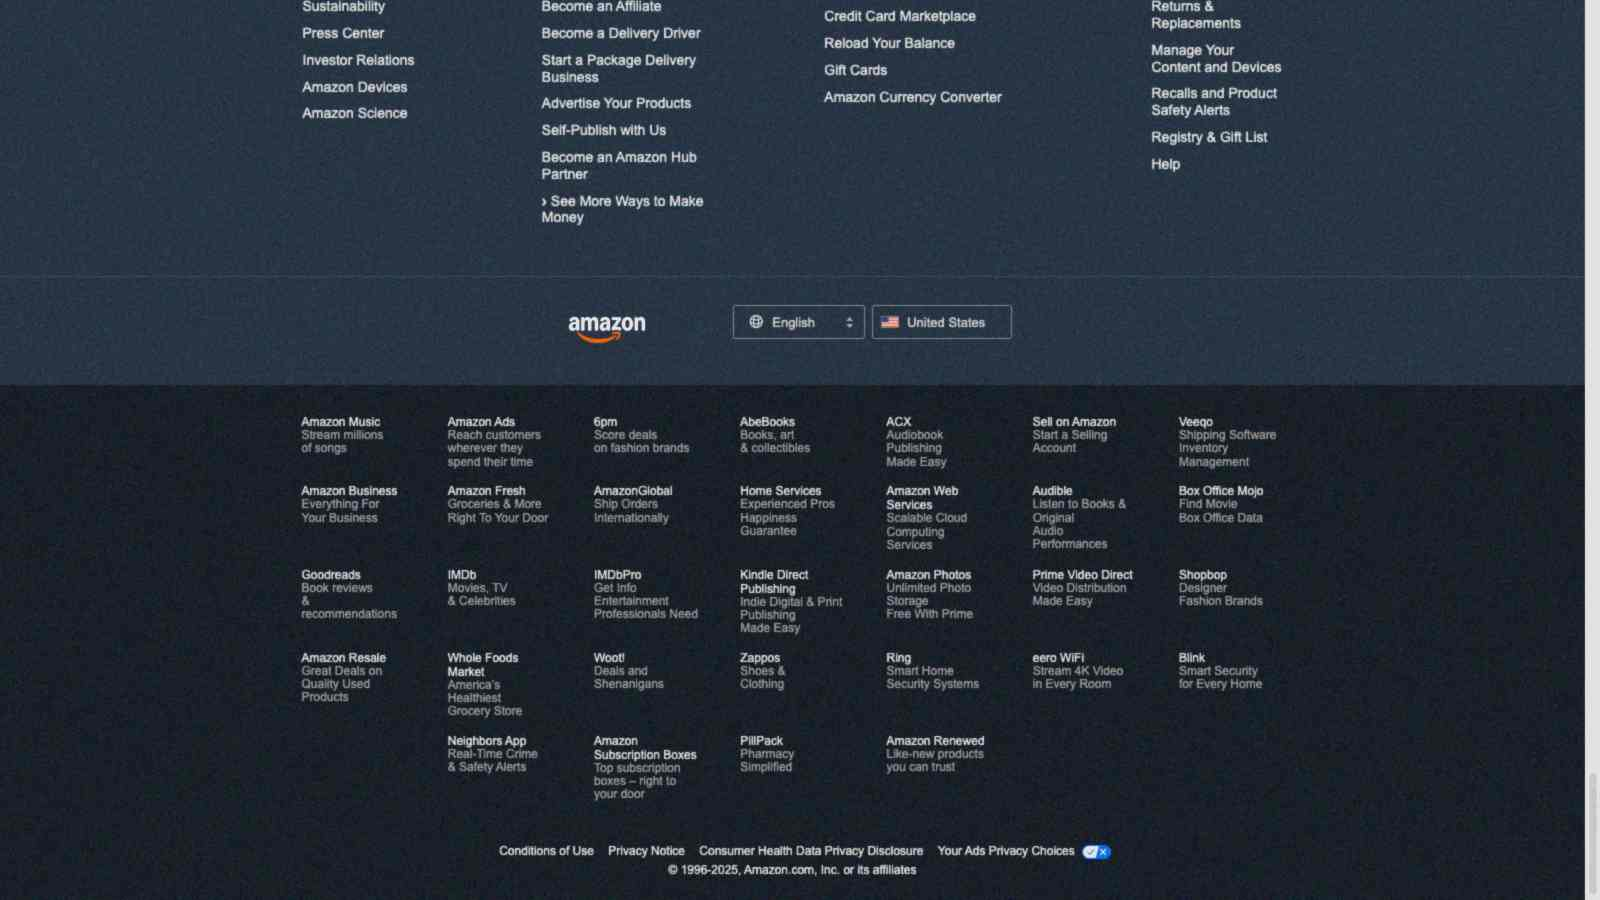 Sustainability
Press Center
Investor Relations
Amazon Devices
Amazon Science
Become an Affiliate
Become a Delivery Driver
Start a Package Delivery
Business
Advertise Your Products
Self-Publish with Us
Become an Amazon Hub
Partner
› See More Ways to Make
Money
Credit Card Marketplace
Reload Your Balance
Gift Cards
Amazon Currency Converter
Returns &
Replacements
Manage Your
Content and Devices
Recalls and Product
Safety Alerts
Registry & Gift List
Help
amazon
English
United States
Amazon Music
Stream millions
of songs
Amazon Ads
Reach customers
wherever they
spend their time
6pm
Score deals
on fashion brands
AbeBooks
Books, art
& collectibles
ACX
Audiobook
Publishing
Made Easy
Sell on Amazon
Start a Selling
Account
Veeqo
Shipping Software
Inventory
Management
Amazon Business
Everything For
Your Business
Amazon Fresh
Groceries & More
Right To Your Door
AmazonGlobal
Ship Orders
Internationally
Home Services
Experienced Pros
Happiness
Guarantee
Amazon Web
Services
Scalable Cloud
Computing
Services
Audible
Listen to Books &
Original
Audio
Performances
Box Office Mojo
Find Movie
Box Office Data
Goodreads
Book reviews
&
recommendations
IMDb
Movies, TV
& Celebrities
IMDbPro
Get Info
Entertainment
Professionals Need
Kindle Direct
Publishing
Indie Digital & Print
Publishing
Made Easy
Amazon Photos
Unlimited Photo
Storage
Free With Prime
Prime Video Direct
Video Distribution
Made Easy
Shopbop
Designer
Fashion Brands
Amazon Resale
Great Deals on
Quality Used
Products
Whole Foods
Market
America's
Healthiest
Grocery Store
Woot!
Deals and
Shenanigans
Zappos
Shoes &
Clothing
Ring
Smart Home
Security Systems
eero WiFi
Stream 4K Video
in Every Room
Blink
Smart Security
for Every Home
Neighbors App
Real-Time Crime
& Safety Alerts
Amazon
Subscription Boxes
Top subscription
boxes – right to
your door
PillPack
Pharmacy
Simplified
Amazon Renewed
Like-new products
you can trust
Conditions of Use Privacy Notice Consumer Health Data Privacy Disclosure Your Ads Privacy Choices
© 1996-2025, Amazon.com, Inc. or its affiliates